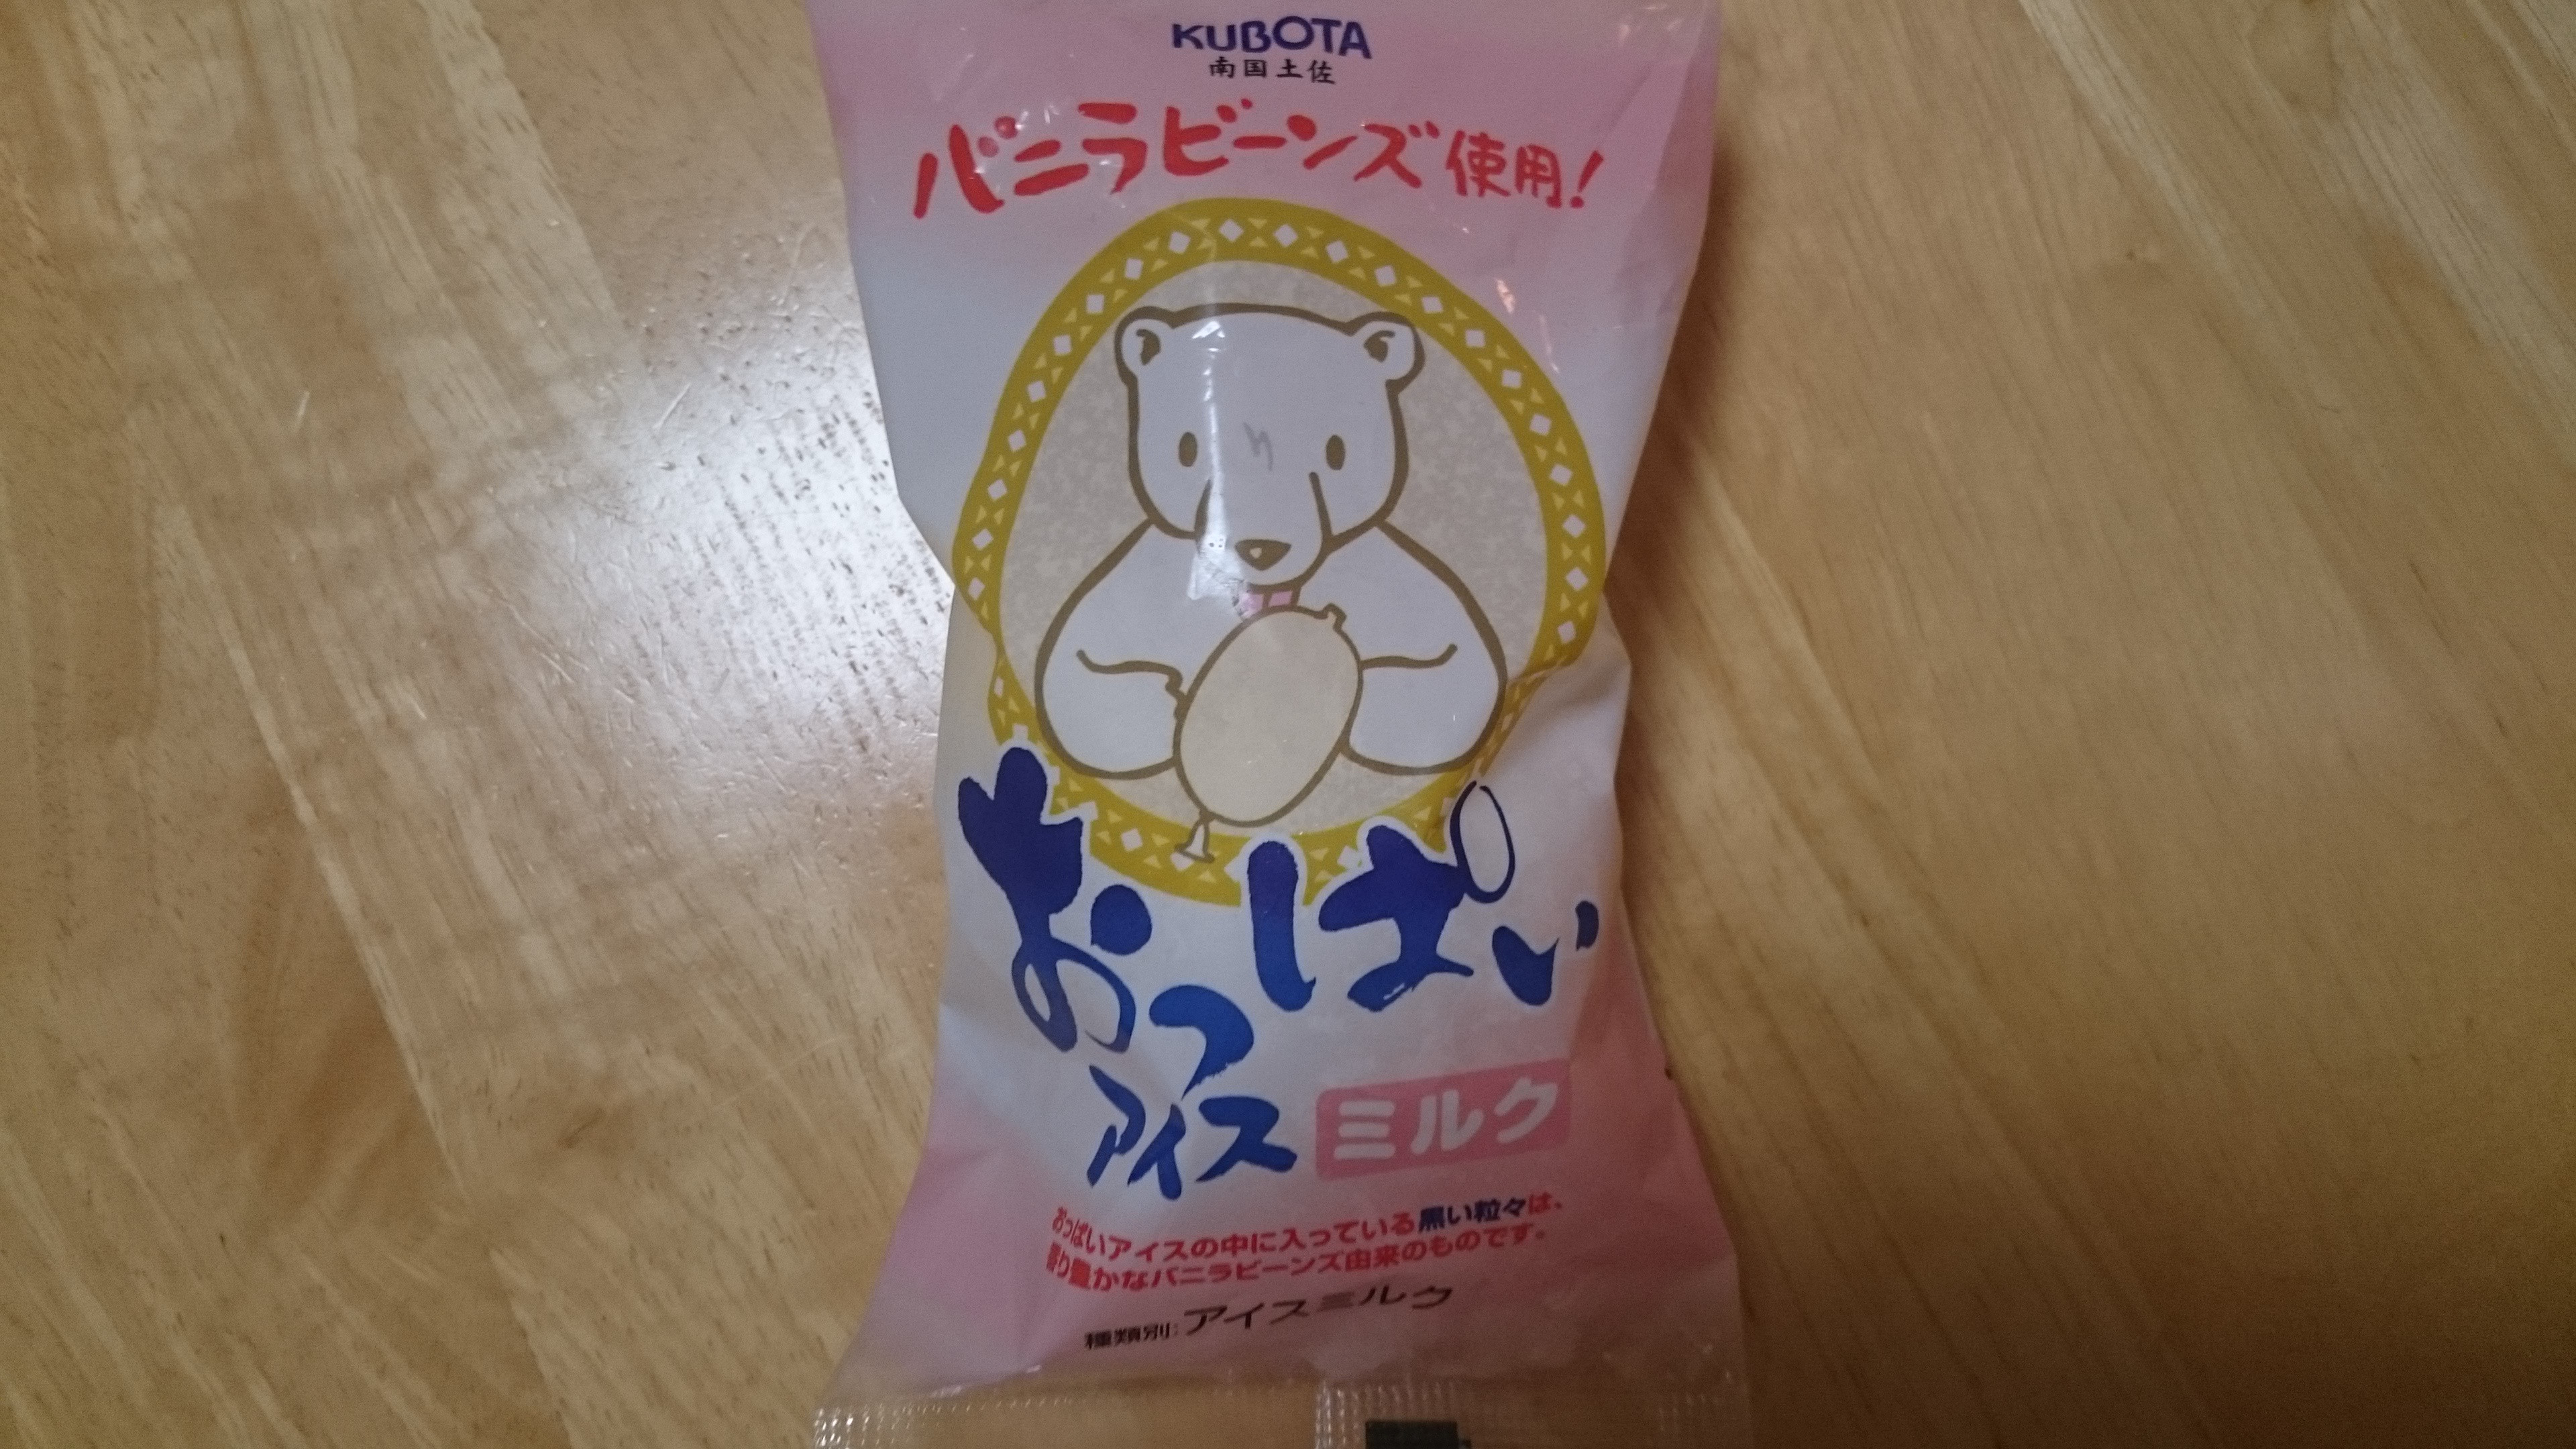 KUBOTA
南国土佐
バニラビーンズ使用!
おっぱい
アイス ミルク
おっぱいアイスの中に入っている黒い粒々は、
香り豊かなバニラビーンズ由来のものです。
種類別:アイスミルク